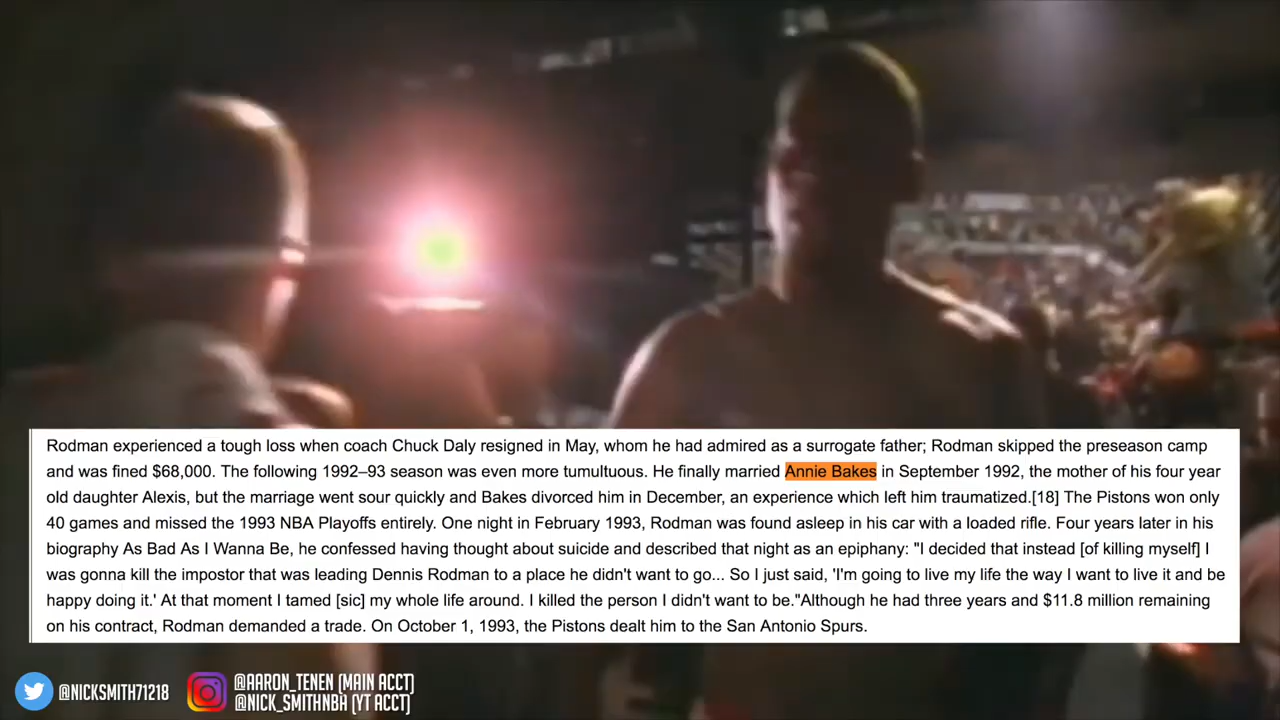 Rodman experienced a tough loss when coach Chuck Daly resigned in May, whom he had admired as a surrogate father; Rodman skipped the preseason camp
and was fined $68,000. The following 1992–93 season was even more tumultuous. He finally married Annie Bakes in September 1992, the mother of his four year
old daughter Alexis, but the marriage went sour quickly and Bakes divorced him in December, an experience which left him traumatized.[18] The Pistons won only
40 games and missed the 1993 NBA Playoffs entirely. One night in February 1993, Rodman was found asleep in his car with a loaded rifle. Four years later in his
biography As Bad As I Wanna Be, he confessed having thought about suicide and described that night as an epiphany: "I decided that instead [of killing myself] I
was gonna kill the impostor that was leading Dennis Rodman to a place he didn't want to go... So I just said, 'I'm going to live my life the way I want to live it and be
happy doing it.' At that moment I tamed [sic] my whole life around. I killed the person I didn't want to be."Although he had three years and $11.8 million remaining
on his contract, Rodman demanded a trade. On October 1, 1993, the Pistons dealt him to the San Antonio Spurs.
@NICKSMITH71218
@AARON_TENEN (MAIN ACCT)
@NICK_SMITHNBA (YT ACCT)